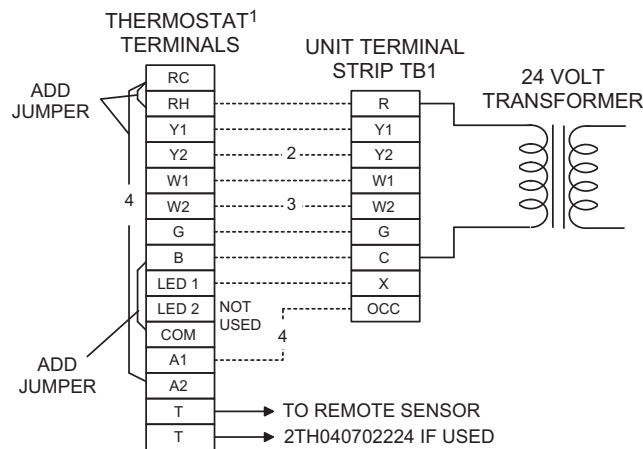 THERMOSTAT1
TERMINALS
UNIT TERMINAL
STRIP TB1
24 VOLT
TRANSFORMER
ADD
JUMPER
RC
RH
R
Y1
Y1
Y2
2
Y2
W1
W1
4
W2
3
W2
G
G
B
C
LED 1
X
LED 2
NOT
USED
OCC
COM
4
A1
ADD
JUMPER
A2
T
TO REMOTE SENSOR
T
2TH040702224 IF USED